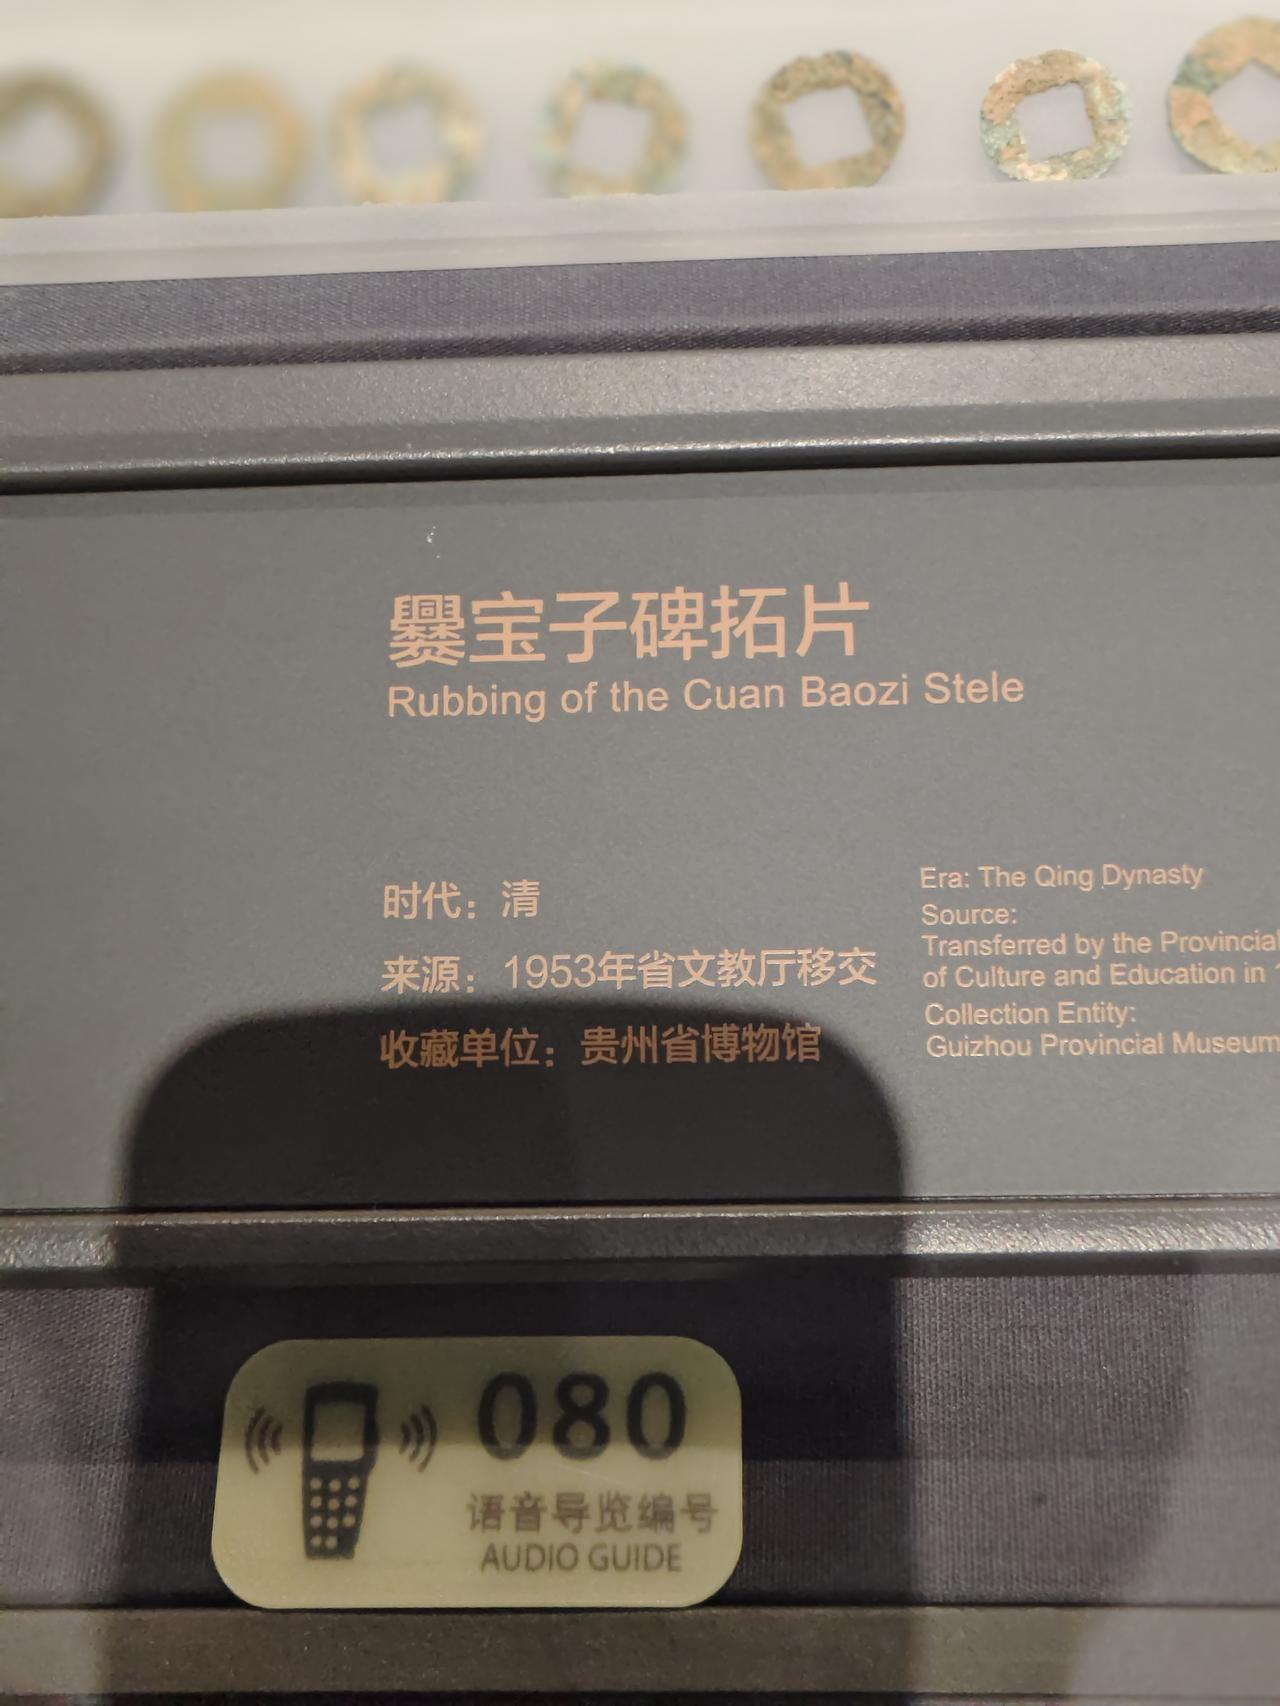 爨宝子碑拓片
Rubbing of the Cuan Baozi Stele
时代：清
来源：1953年省文教厅移交
收藏单位：贵州省博物馆
Era: The Qing Dynasty
Source:
Transferred by the Provincial
of Culture and Education in
Collection Entity:
Guizhou Provincial Museum
080
语音导览编号
AUDIO GUIDE